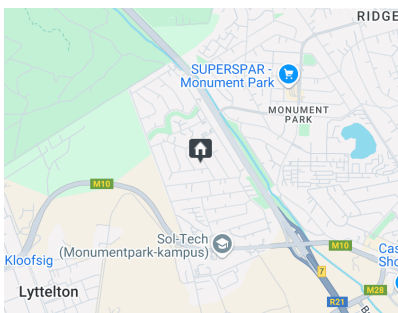 RIDGE
SUPERSPAR -
Monument Park
MONUMENT
PARK
M10
Sol-Tech
(Monumentpark-kampus)
M10
Kloofsig
Cas
Sho
7
Lyttelton
M28
R21